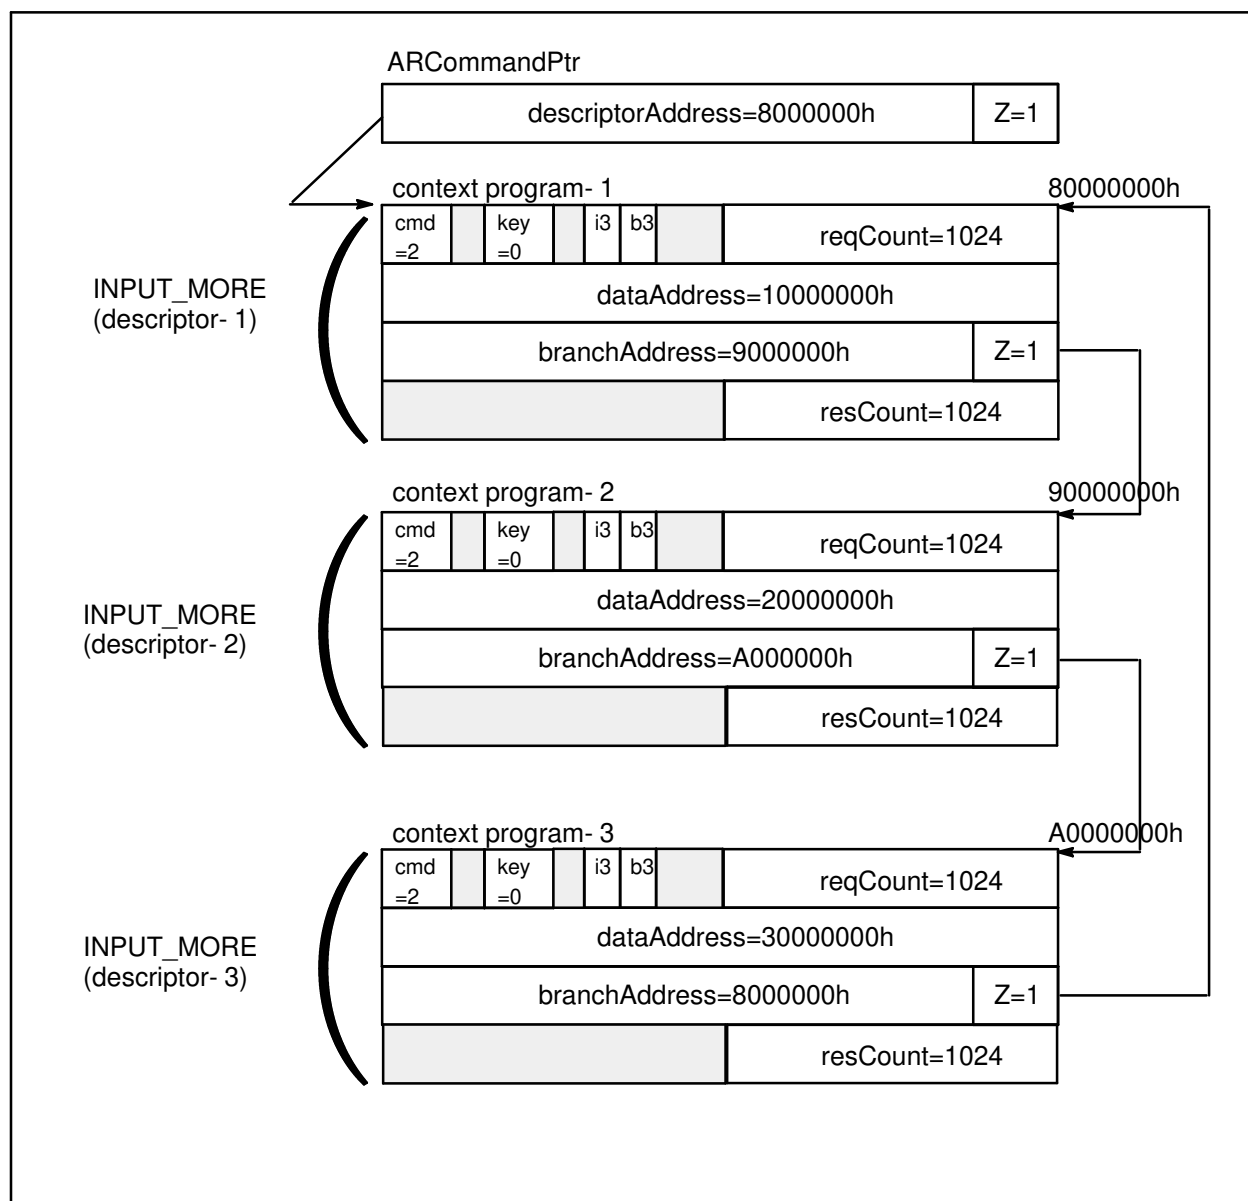 ARCommandPtr
descriptorAddress=8000000h Z=1
context program- 1 80000000h
cmd =2 key =0 i3 b3 reqCount=1024
INPUT_MORE
(descriptor- 1)
dataAddress=10000000h
branchAddress=9000000h Z=1
resCount=1024
context program- 2 90000000h
cmd =2 key =0 i3 b3 reqCount=1024
INPUT_MORE
(descriptor- 2)
dataAddress=20000000h
branchAddress=A000000h Z=1
resCount=1024
context program- 3 A0000000h
cmd =2 key =0 i3 b3 reqCount=1024
INPUT_MORE
(descriptor- 3)
dataAddress=30000000h
branchAddress=8000000h Z=1
resCount=1024